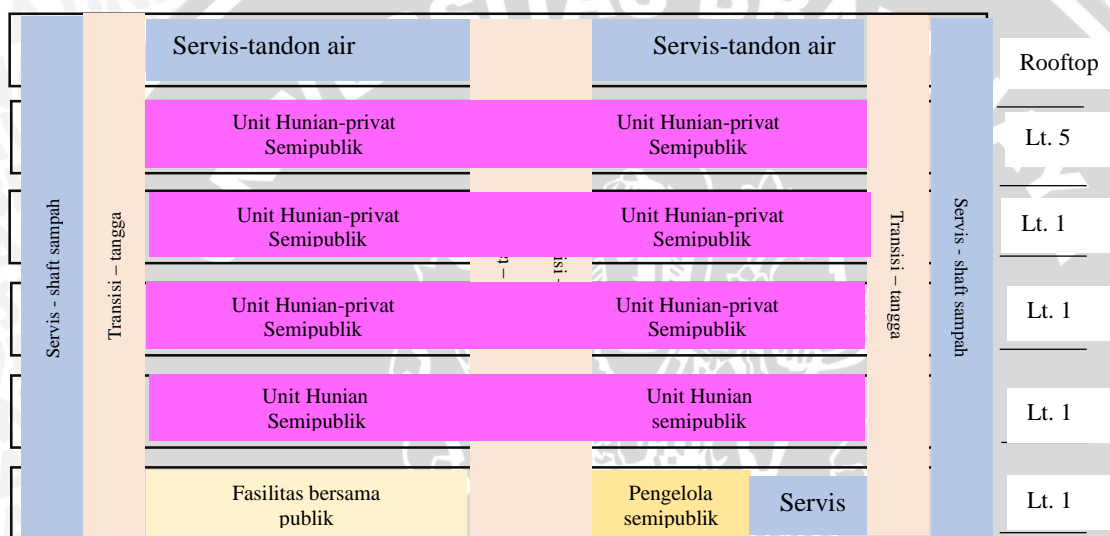 Servis-tandon air
Servis-tandon air
Rooftop
Unit Hunian-privat
Semipublik
Unit Hunian-privat
Semipublik
Lt. 5
Unit Hunian-privat
Semipublik
Unit Hunian-privat
Semipublik
Lt. 1
Servis - shaft sampah
Transisi – tangga
Transisi – tangga
Servis - shaft sampah
Unit Hunian-privat
Semipublik
Unit Hunian-privat
Semipublik
Lt. 1
Unit Hunian
Semipublik
Unit Hunian
semipublik
Lt. 1
Fasilitas bersama
publik
Pengelola
semipublik
Servis
Lt. 1